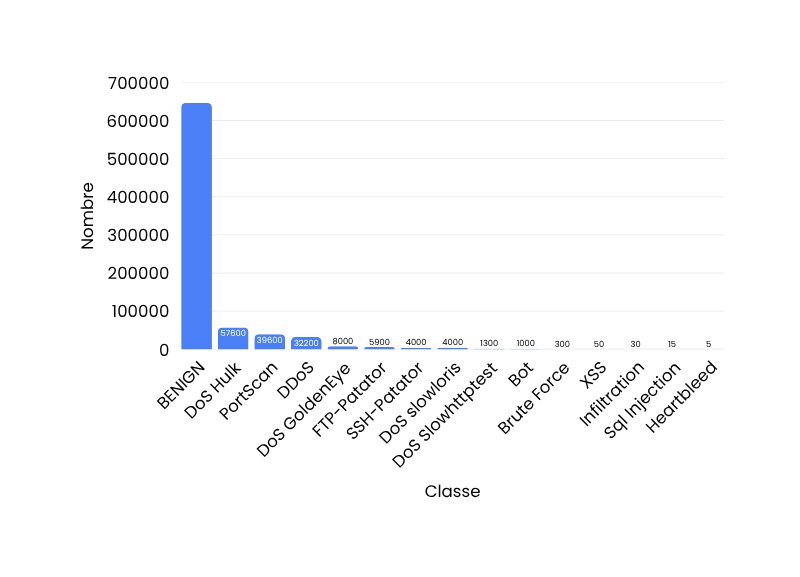 700000
600000
500000
400000
300000
200000
100000
0
Nombre
57600
39600
32200
8000
5900
4000
4000
1300
1000
300
50
30
15
5
BENIGN
DoS Hulk
PortScan
DDoS
DoS GoldenEye
FTP-Patator
SSH-Patator
DoS slowloris
DoS Slowhttptest
Bot
Brute Force
XSS
Infiltration
Sql Injection
Heartbleed
Classe